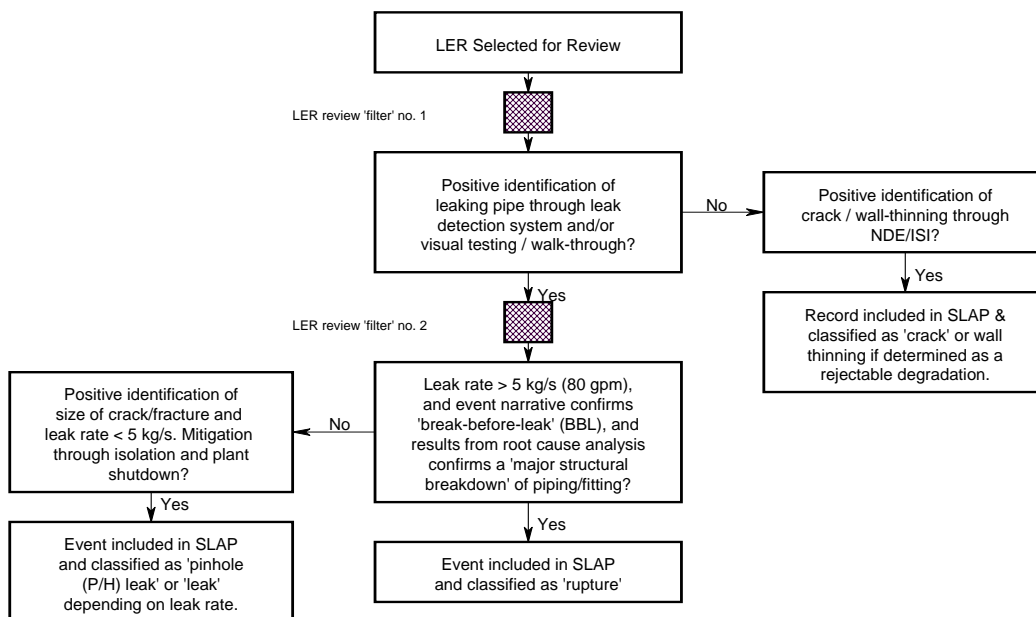 LER Selected for Review
LER review 'filter' no. 1
Positive identification of
leaking pipe through leak
detection system and/or
visual testing / walk-through?
No
Positive identification of
crack / wall-thinning through
NDE/ISI?
Yes
Yes
Record included in SLAP &
classified as 'crack' or wall
thinning if determined as a
rejectable degradation.
LER review 'filter' no. 2
Leak rate > 5 kg/s (80 gpm),
and event narrative confirms
'break-before-leak' (BBL), and
results from root cause analysis
confirms a 'major structural
breakdown' of piping/fitting?
No
Positive identification of
size of crack/fracture and
leak rate < 5 kg/s. Mitigation
through isolation and plant
shutdown?
Yes
Yes
Event included in SLAP
and classified as 'pinhole
(P/H) leak' or 'leak'
depending on leak rate.
Event included in SLAP
and classified as 'rupture'